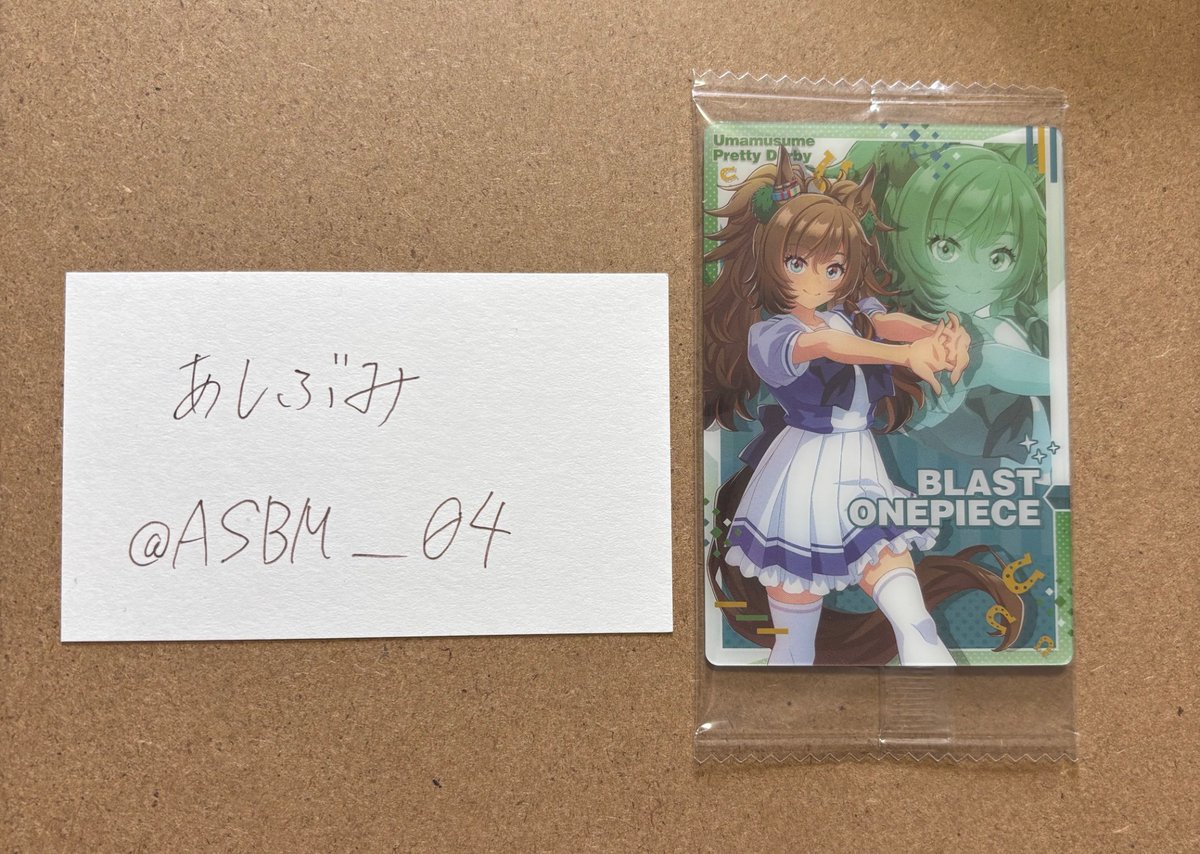 あしぶみ
@ASBM_04
Umamusume
Pretty Derby
BLAST
ONEPIECE